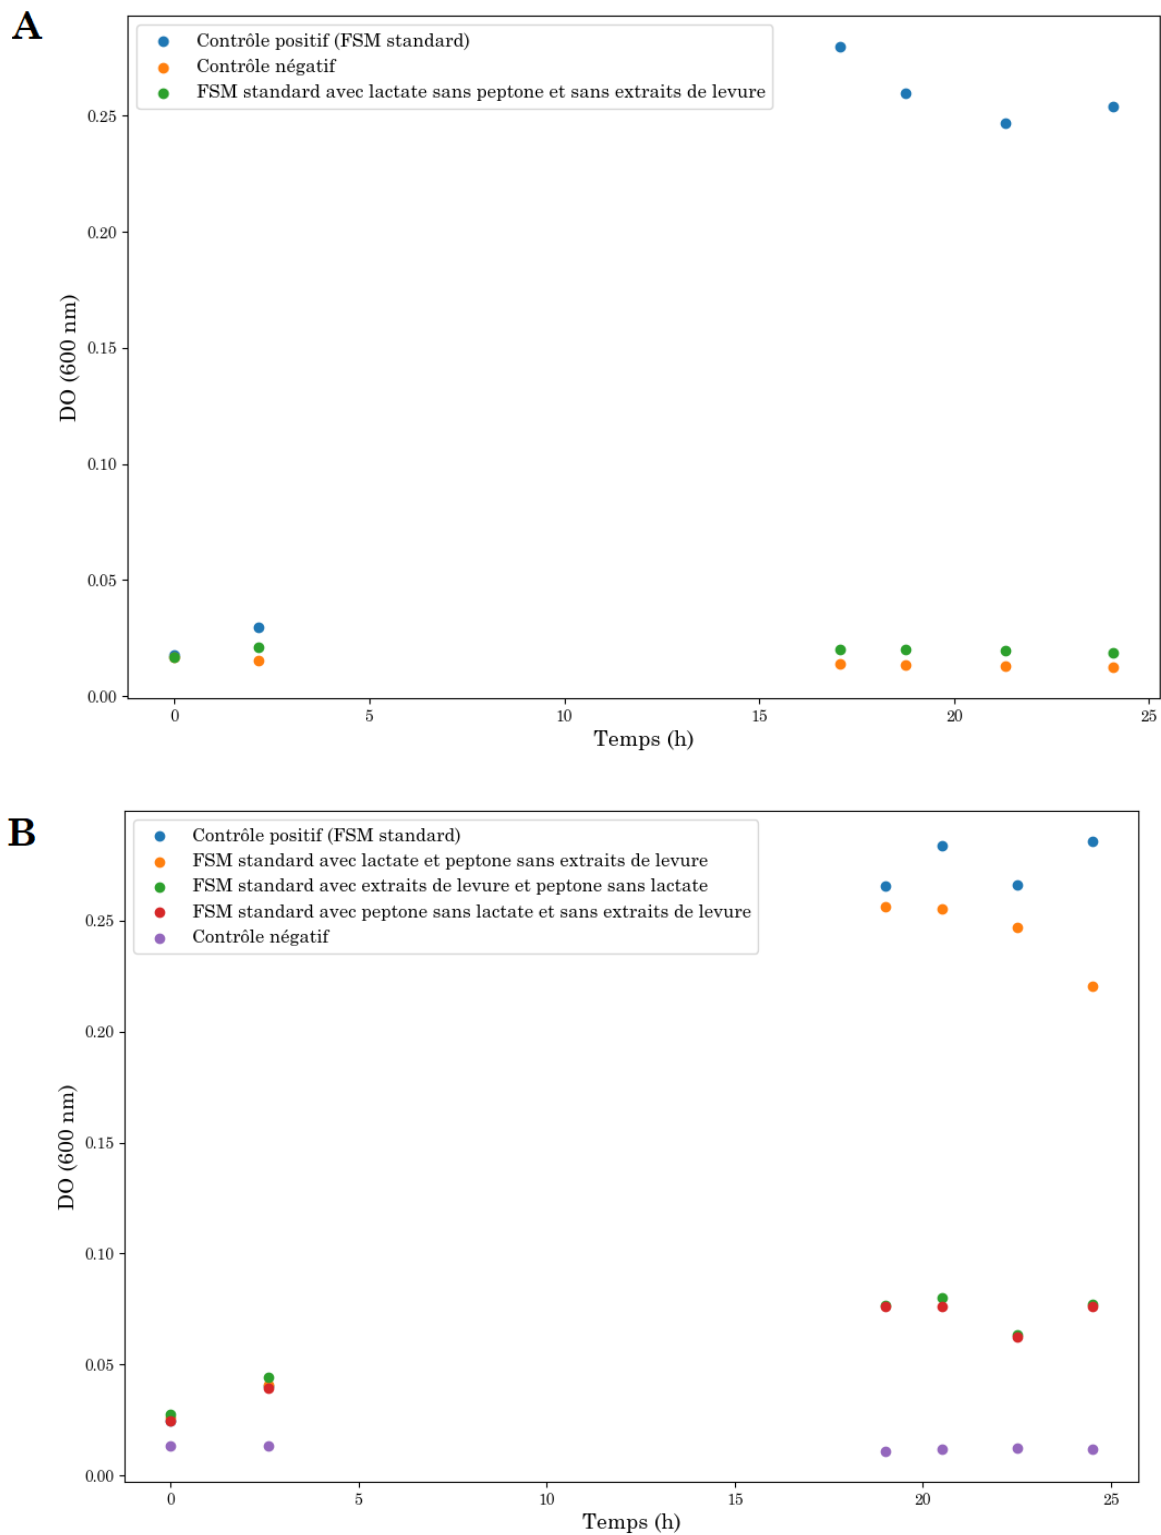 A
Contrôle positif (FSM standard)
Contrôle négatif
FSM standard avec lactate sans peptone et sans extraits de levure
0.25
0.20
0.15
0.10
0.05
0.00
DO (600 nm)
0 5 10 15 20 25
Temps (h)
B
Contrôle positif (FSM standard)
FSM standard avec lactate et peptone sans extraits de levure
FSM standard avec extraits de levure et peptone sans lactate
FSM standard avec peptone sans lactate et sans extraits de levure
Contrôle négatif
0.25
0.20
0.15
0.10
0.05
0.00
DO (600 nm)
0 5 10 15 20 25
Temps (h)